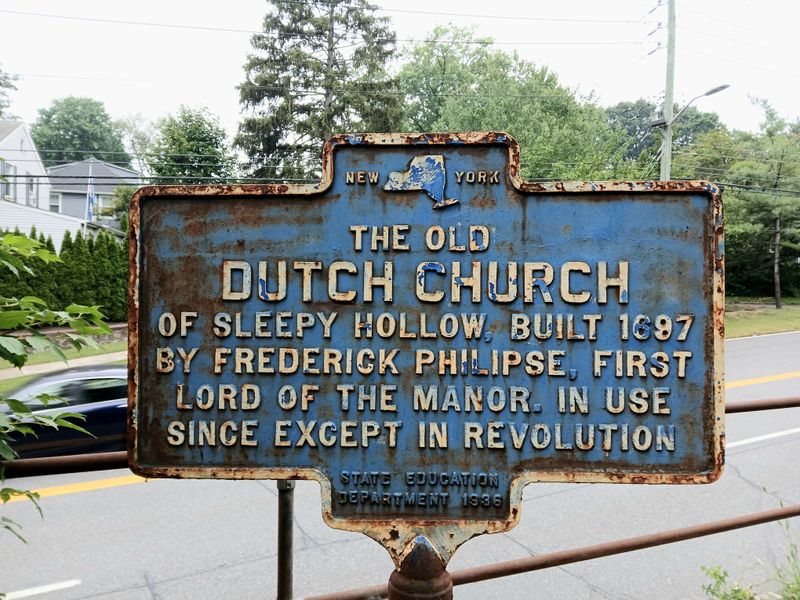 NEW YORK
THE OLD
DUTCH CHURCH
OF SLEEPY HOLLOW, BUILT 1697
BY FREDERICK PHILIPSE, FIRST
LORD OF THE MANOR. IN USE
SINCE EXCEPT IN REVOLUTION
STATE EDUCATION
DEPARTMENT 1936